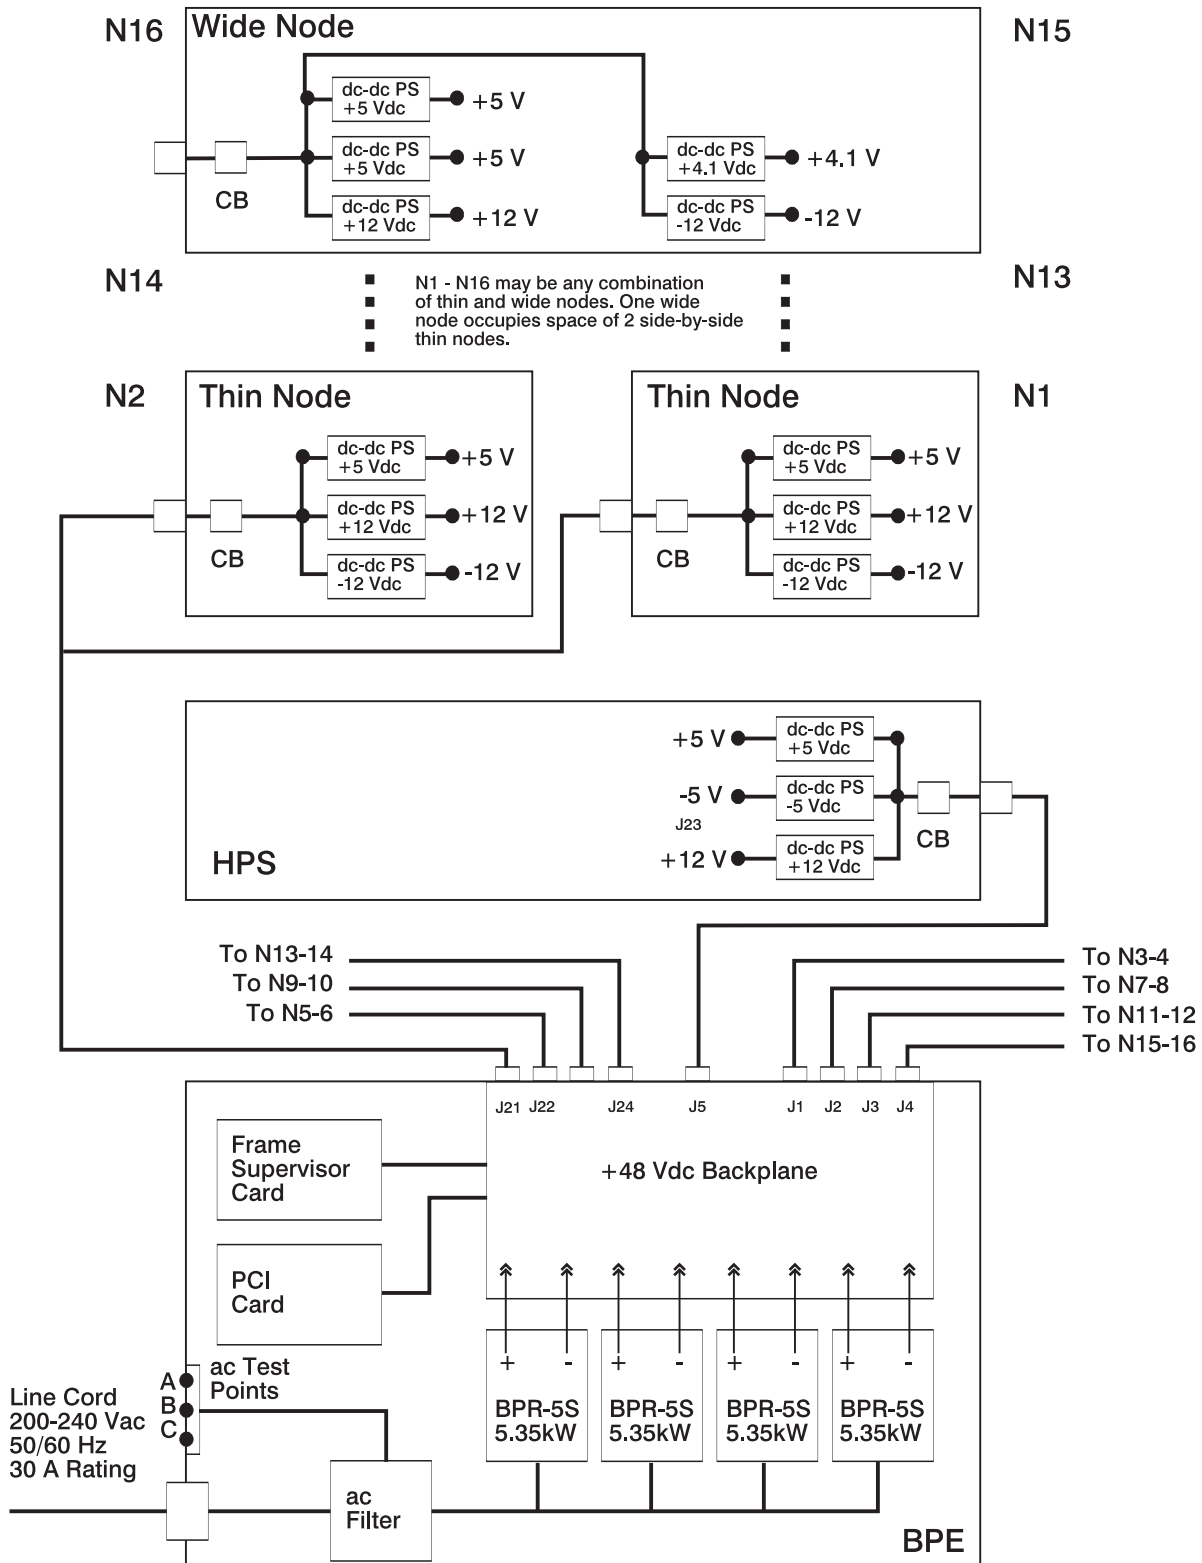 N16
Wide Node
N15
dc-dc PS
+5 Vdc
+5 V
dc-dc PS
+5 Vdc
+5 V
dc-dc PS
+4.1 Vdc
+4.1 V
CB
dc-dc PS
+12 Vdc
+12 V
dc-dc PS
-12 Vdc
-12 V
N14
N1 - N16 may be any combination
of thin and wide nodes. One wide
node occupies space of 2 side-by-side
thin nodes.
N13
N2
Thin Node
dc-dc PS
+5 Vdc
+5 V
dc-dc PS
+12 Vdc
+12 V
CB
dc-dc PS
-12 Vdc
-12 V
Thin Node
N1
dc-dc PS
+5 Vdc
+5 V
dc-dc PS
+12 Vdc
+12 V
CB
dc-dc PS
-12 Vdc
-12 V
+5 V
dc-dc PS
+5 Vdc
-5 V
dc-dc PS
-5 Vdc
J23
CB
+12 V
dc-dc PS
+12 Vdc
HPS
To N13-14
To N9-10
To N5-6
To N3-4
To N7-8
To N11-12
To N15-16
J21 J22 J24 J5 J1 J2 J3 J4
Frame
Supervisor
Card
+48 Vdc Backplane
PCI
Card
+ - + - + - + -
BPR-5S
5.35kW
BPR-5S
5.35kW
BPR-5S
5.35kW
BPR-5S
5.35kW
ac Test
Points
A
B
C
Line Cord
200-240 Vac
50/60 Hz
30 A Rating
ac
Filter
BPE